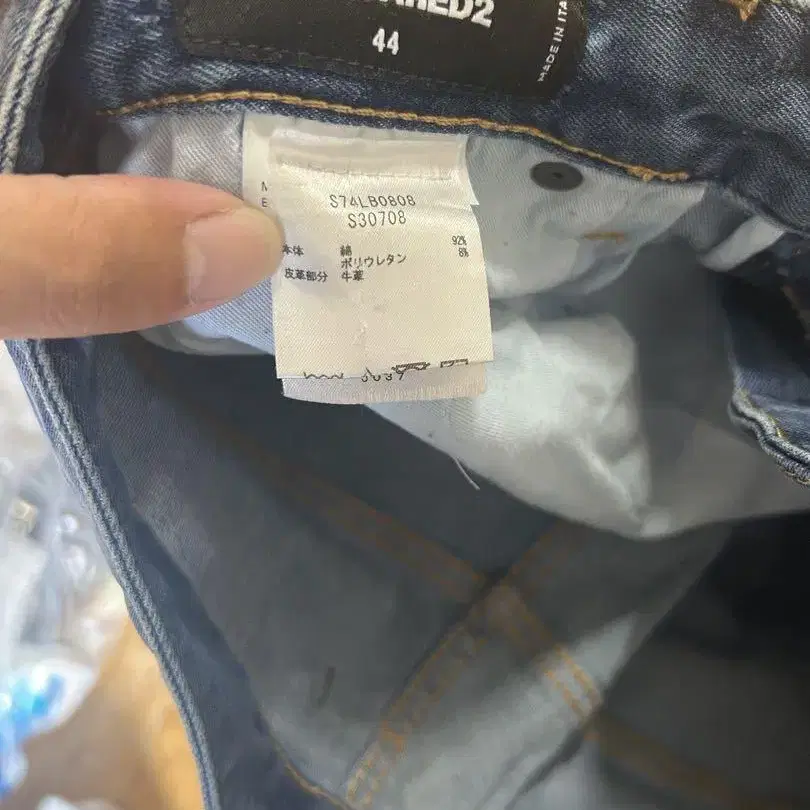 44
MADE IN ITA
S74LB0808
S30708
本体 綿 92%
ポリウレタン 8%
皮革部分 牛革